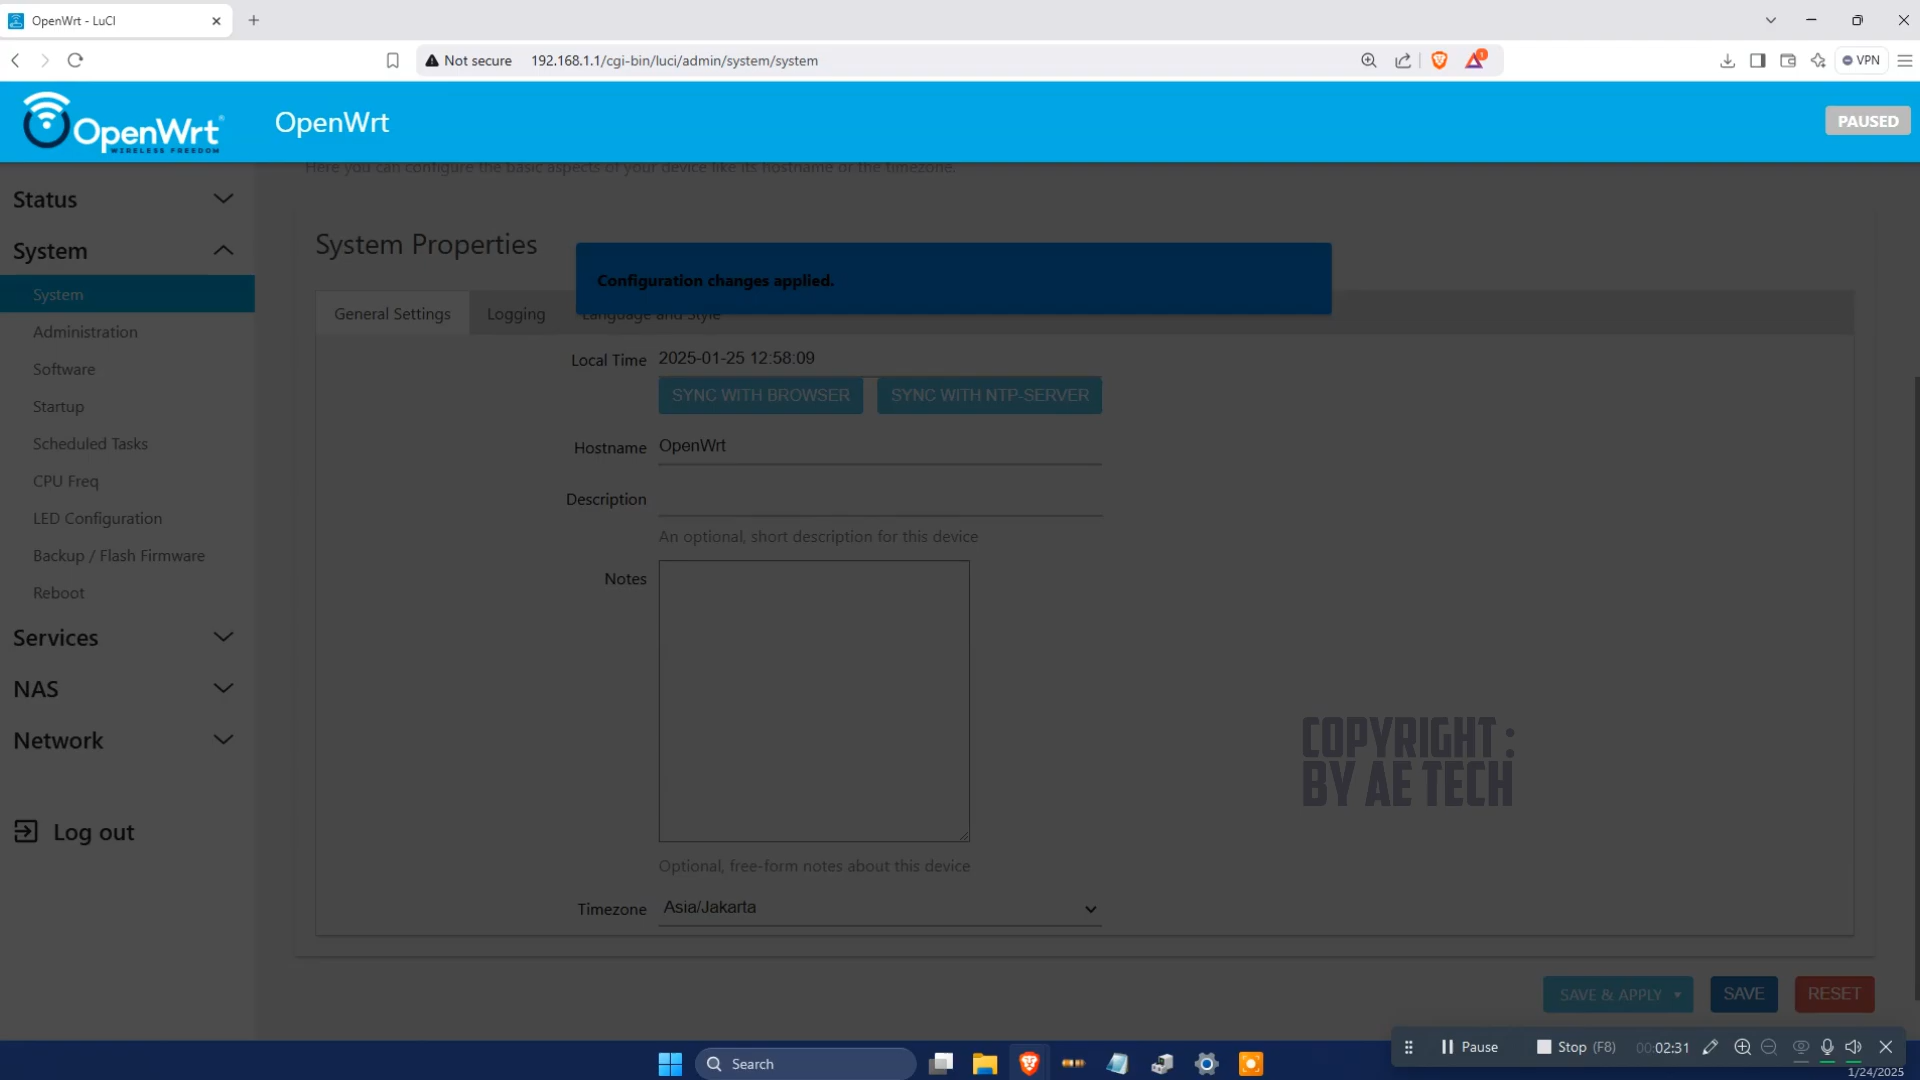 OpenWrt - LuCI
Not secure 192.168.1.1/cgi-bin/luci/admin/system/system
1
VPN
OpenWrt
WIRELESS FREEDOM
OpenWrt
PAUSED
Here you can configure the basic aspects of your device like its hostname or the timezone.
Status
System
System
Administration
Software
Startup
Scheduled Tasks
CPU Freq
LED Configuration
Backup / Flash Firmware
Reboot
Services
NAS
Network
Log out
System Properties
Configuration changes applied.
General Settings
Logging
Language and Style
Local Time
2025-01-25 12:58:09
SYNC WITH BROWSER
SYNC WITH NTP-SERVER
Hostname
OpenWrt
Description
An optional, short description for this device
Notes
Optional, free-form notes about this device
Timezone
Asia/Jakarta
COPYRIGHT :
BY AE TECH
SAVE & APPLY
SAVE
RESET
Search
Pause
Stop (F8)
00:02:31
1/24/2025